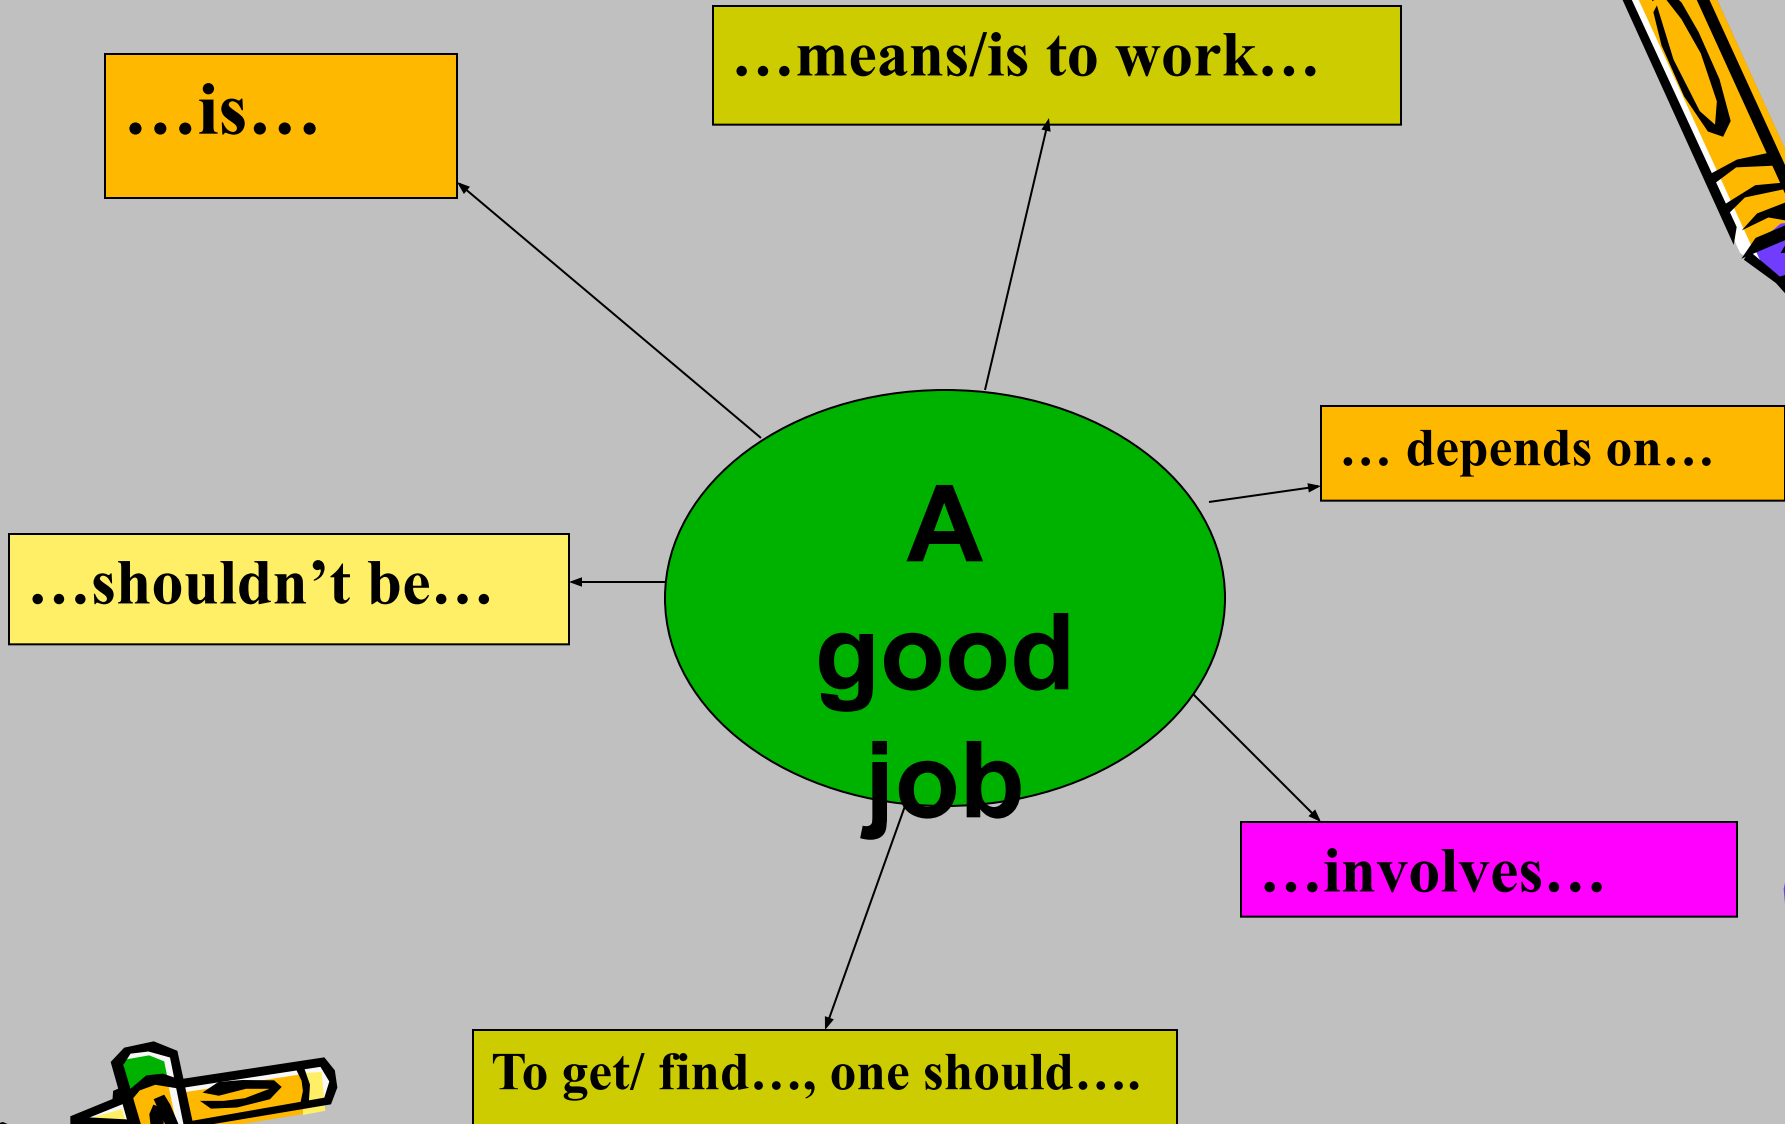 …means/is to work…
…is…
… depends on…
A
good
job
…shouldn’t be…
…involves…
To get/ find…, one should….